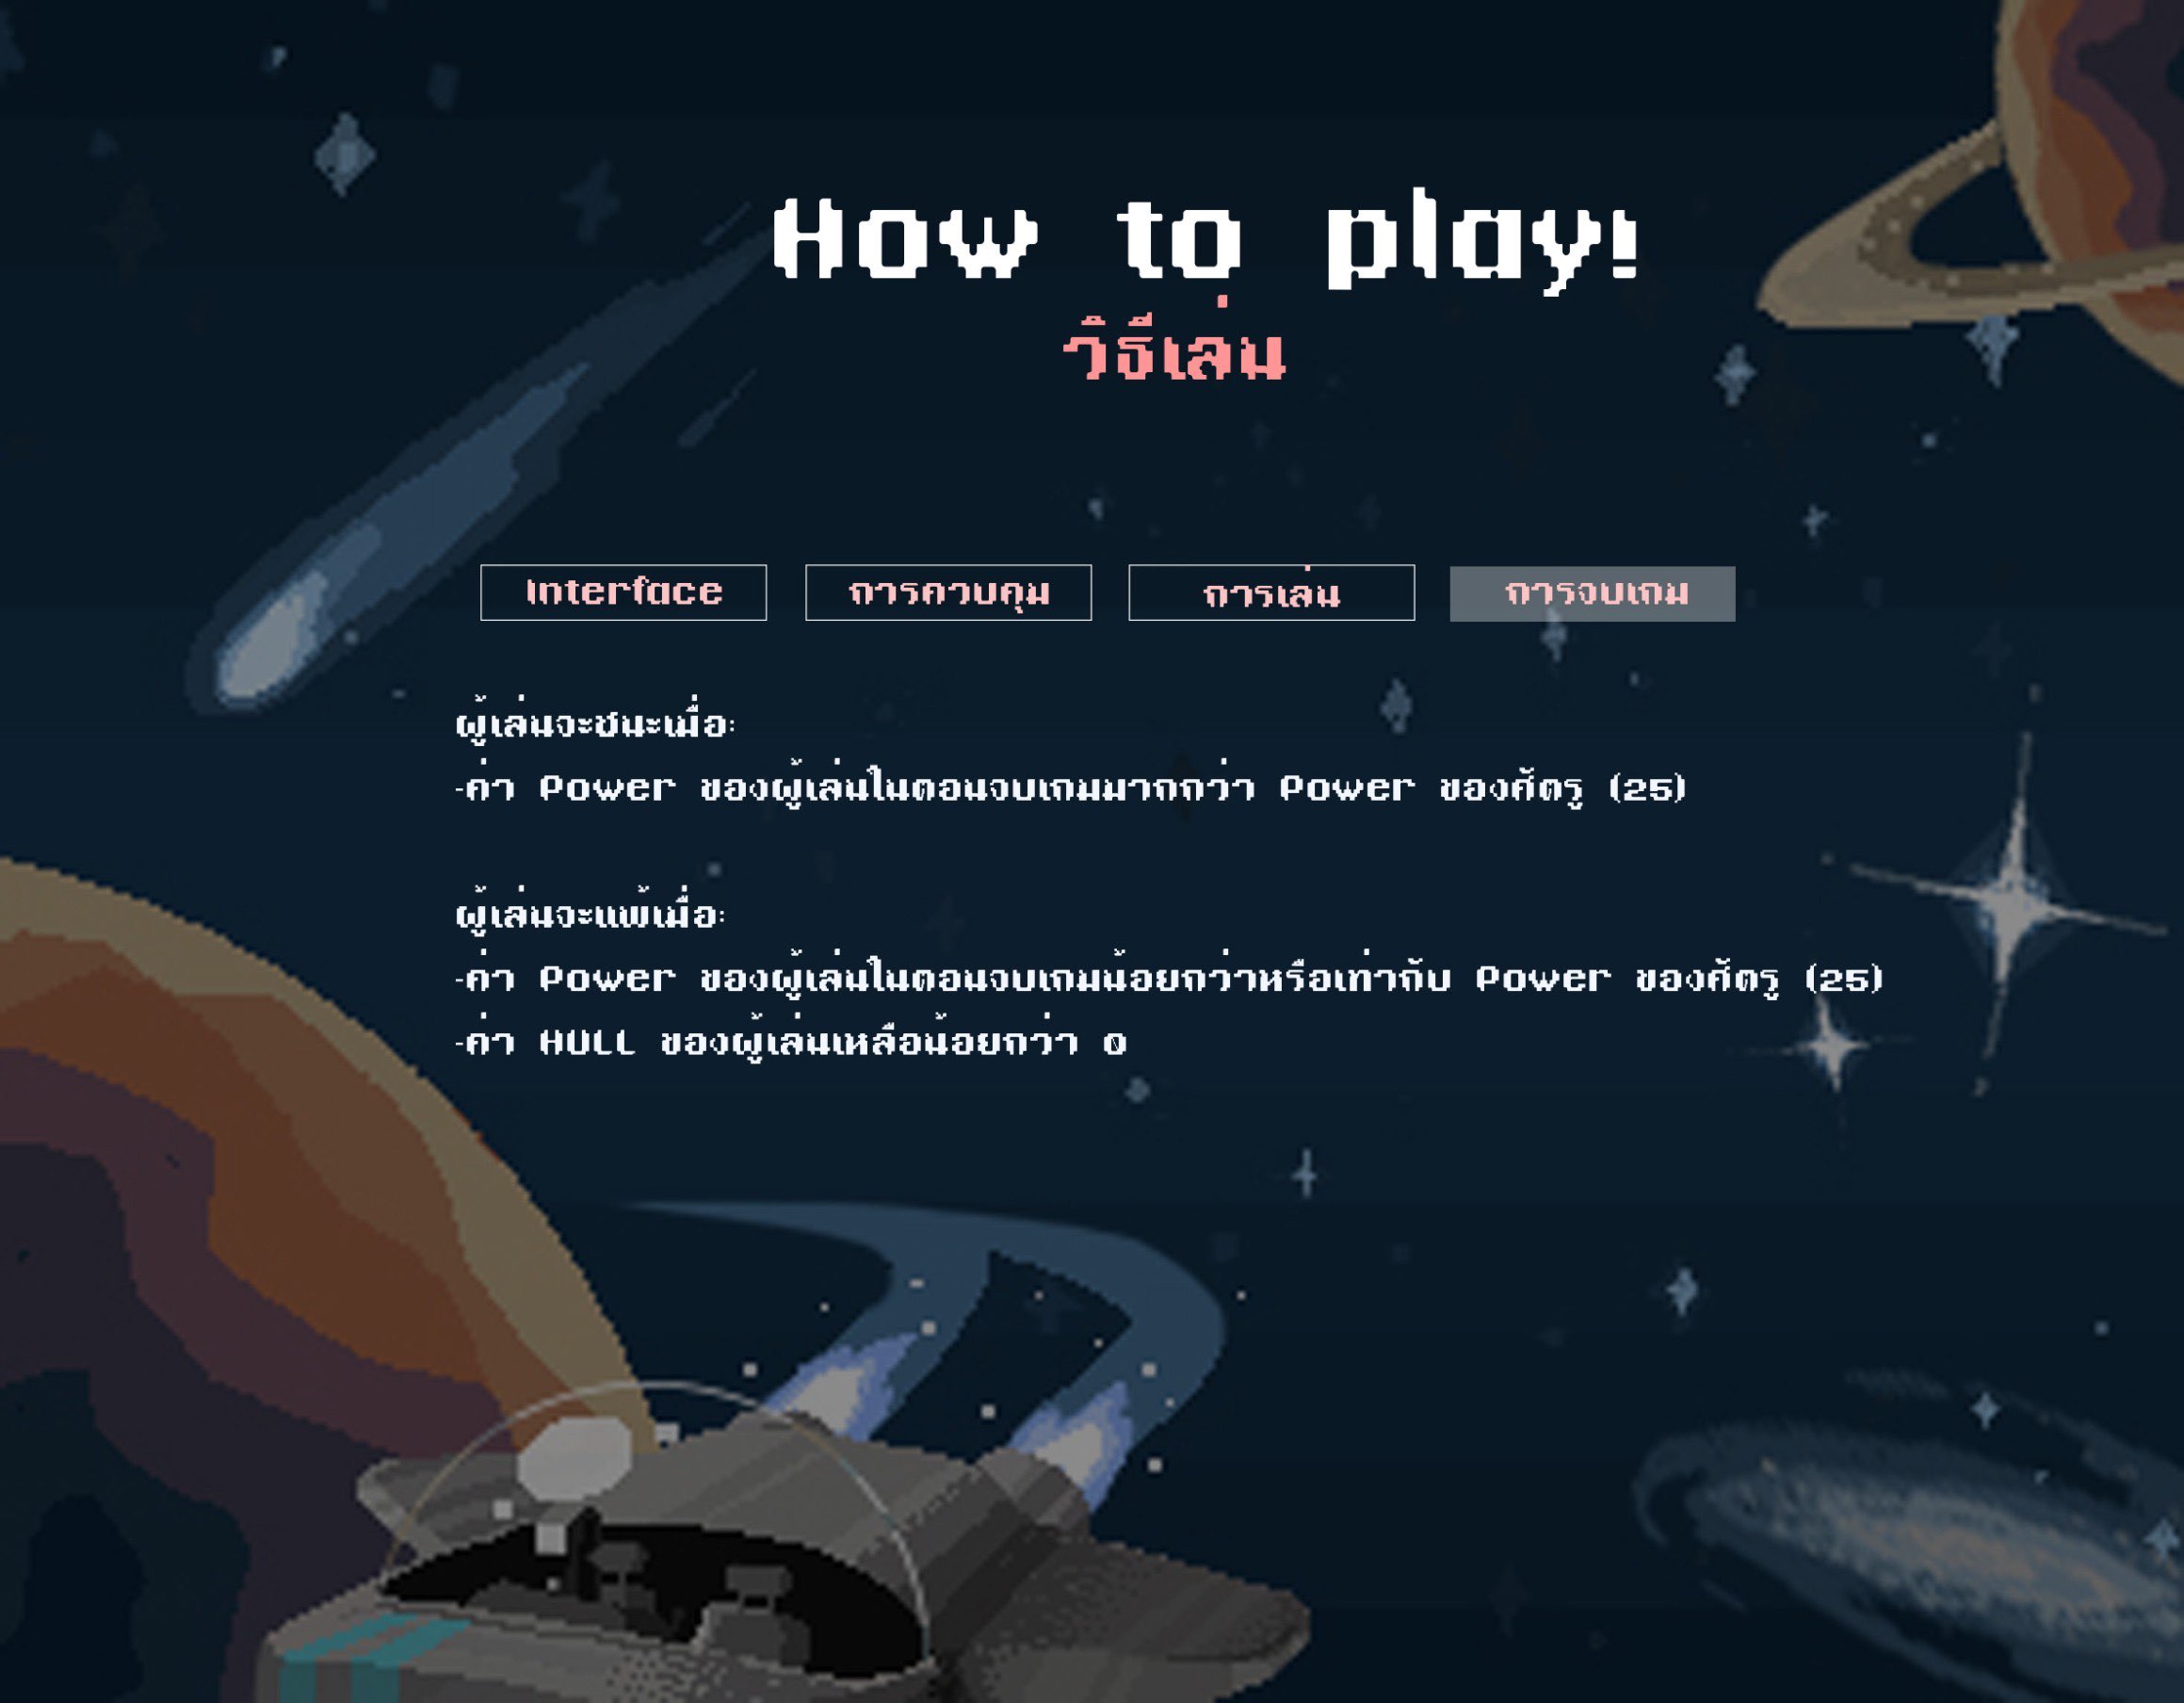 How to play!
วิธีเล่น
Interface
การควบคุม
การเล่น
การจบเกม
ผู้เล่นจะชนะเมื่อ:
-ค่า Power ของผู้เล่นในตอนจบเกมมากกว่า Power ของศัตรู (25)
ผู้เล่นจะแพ้เมื่อ:
-ค่า Power ของผู้เล่นในตอนจบเกมน้อยกว่าหรือเท่ากับ Power ของศัตรู (25)
-ค่า HULL ของผู้เล่นเหลือน้อยกว่า 0